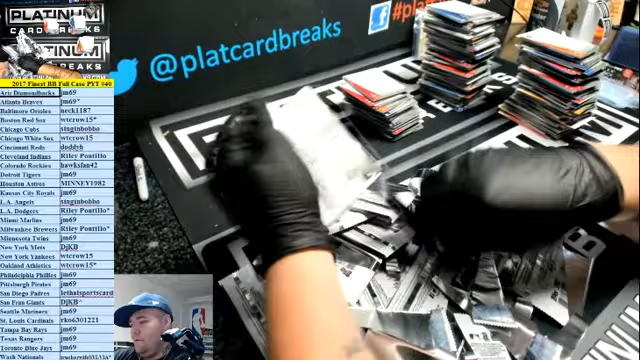 PLATINUM
PLATINUM
BREAKS
@platcardbreaks
2017 Finest BB Full Case PYT #40
Ariz Diamondbacks jm69
Atlanta Braves jm69*
Baltimore Orioles neck1187
Boston Red Sox wtcrow15*
Chicago Cubs singinbobbo
Chicago White Sox wtcrow15
Cincinnati Reds doddyh
Cleveland Indians Riley Pontillo
Colorado Rockies hawksfan42
Detroit Tigers jm69
Houston Astros MINNEY1982
Kansas City Royals jm69
L.A. Angels singinbobbo
L.A. Dodgers Riley Pontillo*
Miami Marlins jm69
Milwaukee Brewers Riley Pontillo*
Minnesota Twins jm69
New York Mets DjKB
New York Yankees wtcrow15
Oakland Athletics wtcrow15*
Philadelphia Phillies jm69
Pittsburgh Pirates jm69
San Diego Padres lethalsportscard
San Fran Giants DjKB*
Seattle Mariners jm69
St. Louis Cardinals rko6301221
Tampa Bay Rays jm69
Texas Rangers jm69
Toronto Blue Jays jm69
Wash Nationals